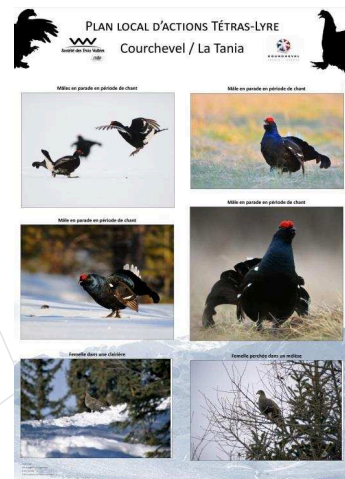 PLAN LOCAL D'ACTIONS TÉTRAS-LYRE
Société des Trois Vallées
Courchevel / La Tania
COURCHEVEL
Mâles en parade en période de chant
Mâle en parade en période de chant
Mâle en parade en période de chant
Mâle en parade en période de chant
Femelle dans une clairière
Femelle perchée dans un mélèze